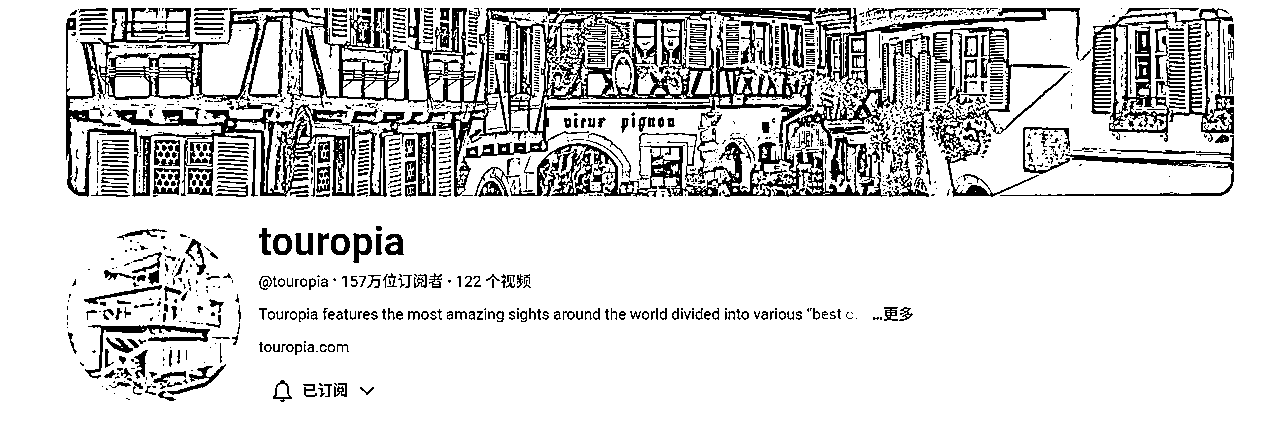 vieux pignon
touropia
@touropia · 157万位订阅者 · 122 个视频
Touropia features the most amazing sights around the world divided into various "best o. ...更多
touropia.com
已订阅